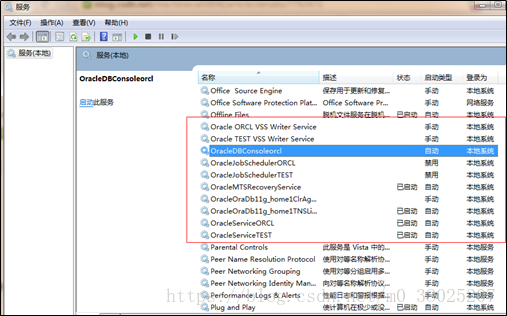 服务
文件(F) 操作(A) 查看(V) 帮助(H)
服务(本地)
服务(本地)
OracleDBConsoleorcl
启动此服务
名称 描述 状态 启动类型 登录为
Office Source Engine 保存用于更新和修复... 手动 本地系统
Office Software Protection Plat... Office Software Pr... 手动 网络服务
Offline Files 脱机文件服务在脱机... 已启动 自动 本地系统
Oracle ORCL VSS Writer Service 手动 本地系统
Oracle TEST VSS Writer Service 手动 本地系统
OracleDBConsoleorcl 自动 本地系统
OracleJobSchedulerORCL 禁用 本地系统
OracleJobSchedulerTEST 禁用 本地系统
OracleMTSRecoveryService 已启动 自动 本地系统
OracleOraDb11g_home1ClrAg... 手动 本地系统
OracleOraDb11g_home1TNSLi... 已启动 自动 本地系统
OracleServiceORCL 已启动 自动 本地系统
OracleServiceTEST 已启动 自动 本地系统
Parental Controls 此服务是 Vista 中的... 手动 本地服务
Peer Name Resolution Protocol 使用对等名称解析协... 手动 本地服务
Peer Networking Grouping 使用对等分组启用多... 手动 本地服务
Peer Networking Identity Man... 向对等名称解析协议... 手动 本地服务
Performance Logs & Alerts 性能日志和警报根据... 手动 本地服务
Plug and Play 使计算机在极少或没... 已启动 自动 本地系统